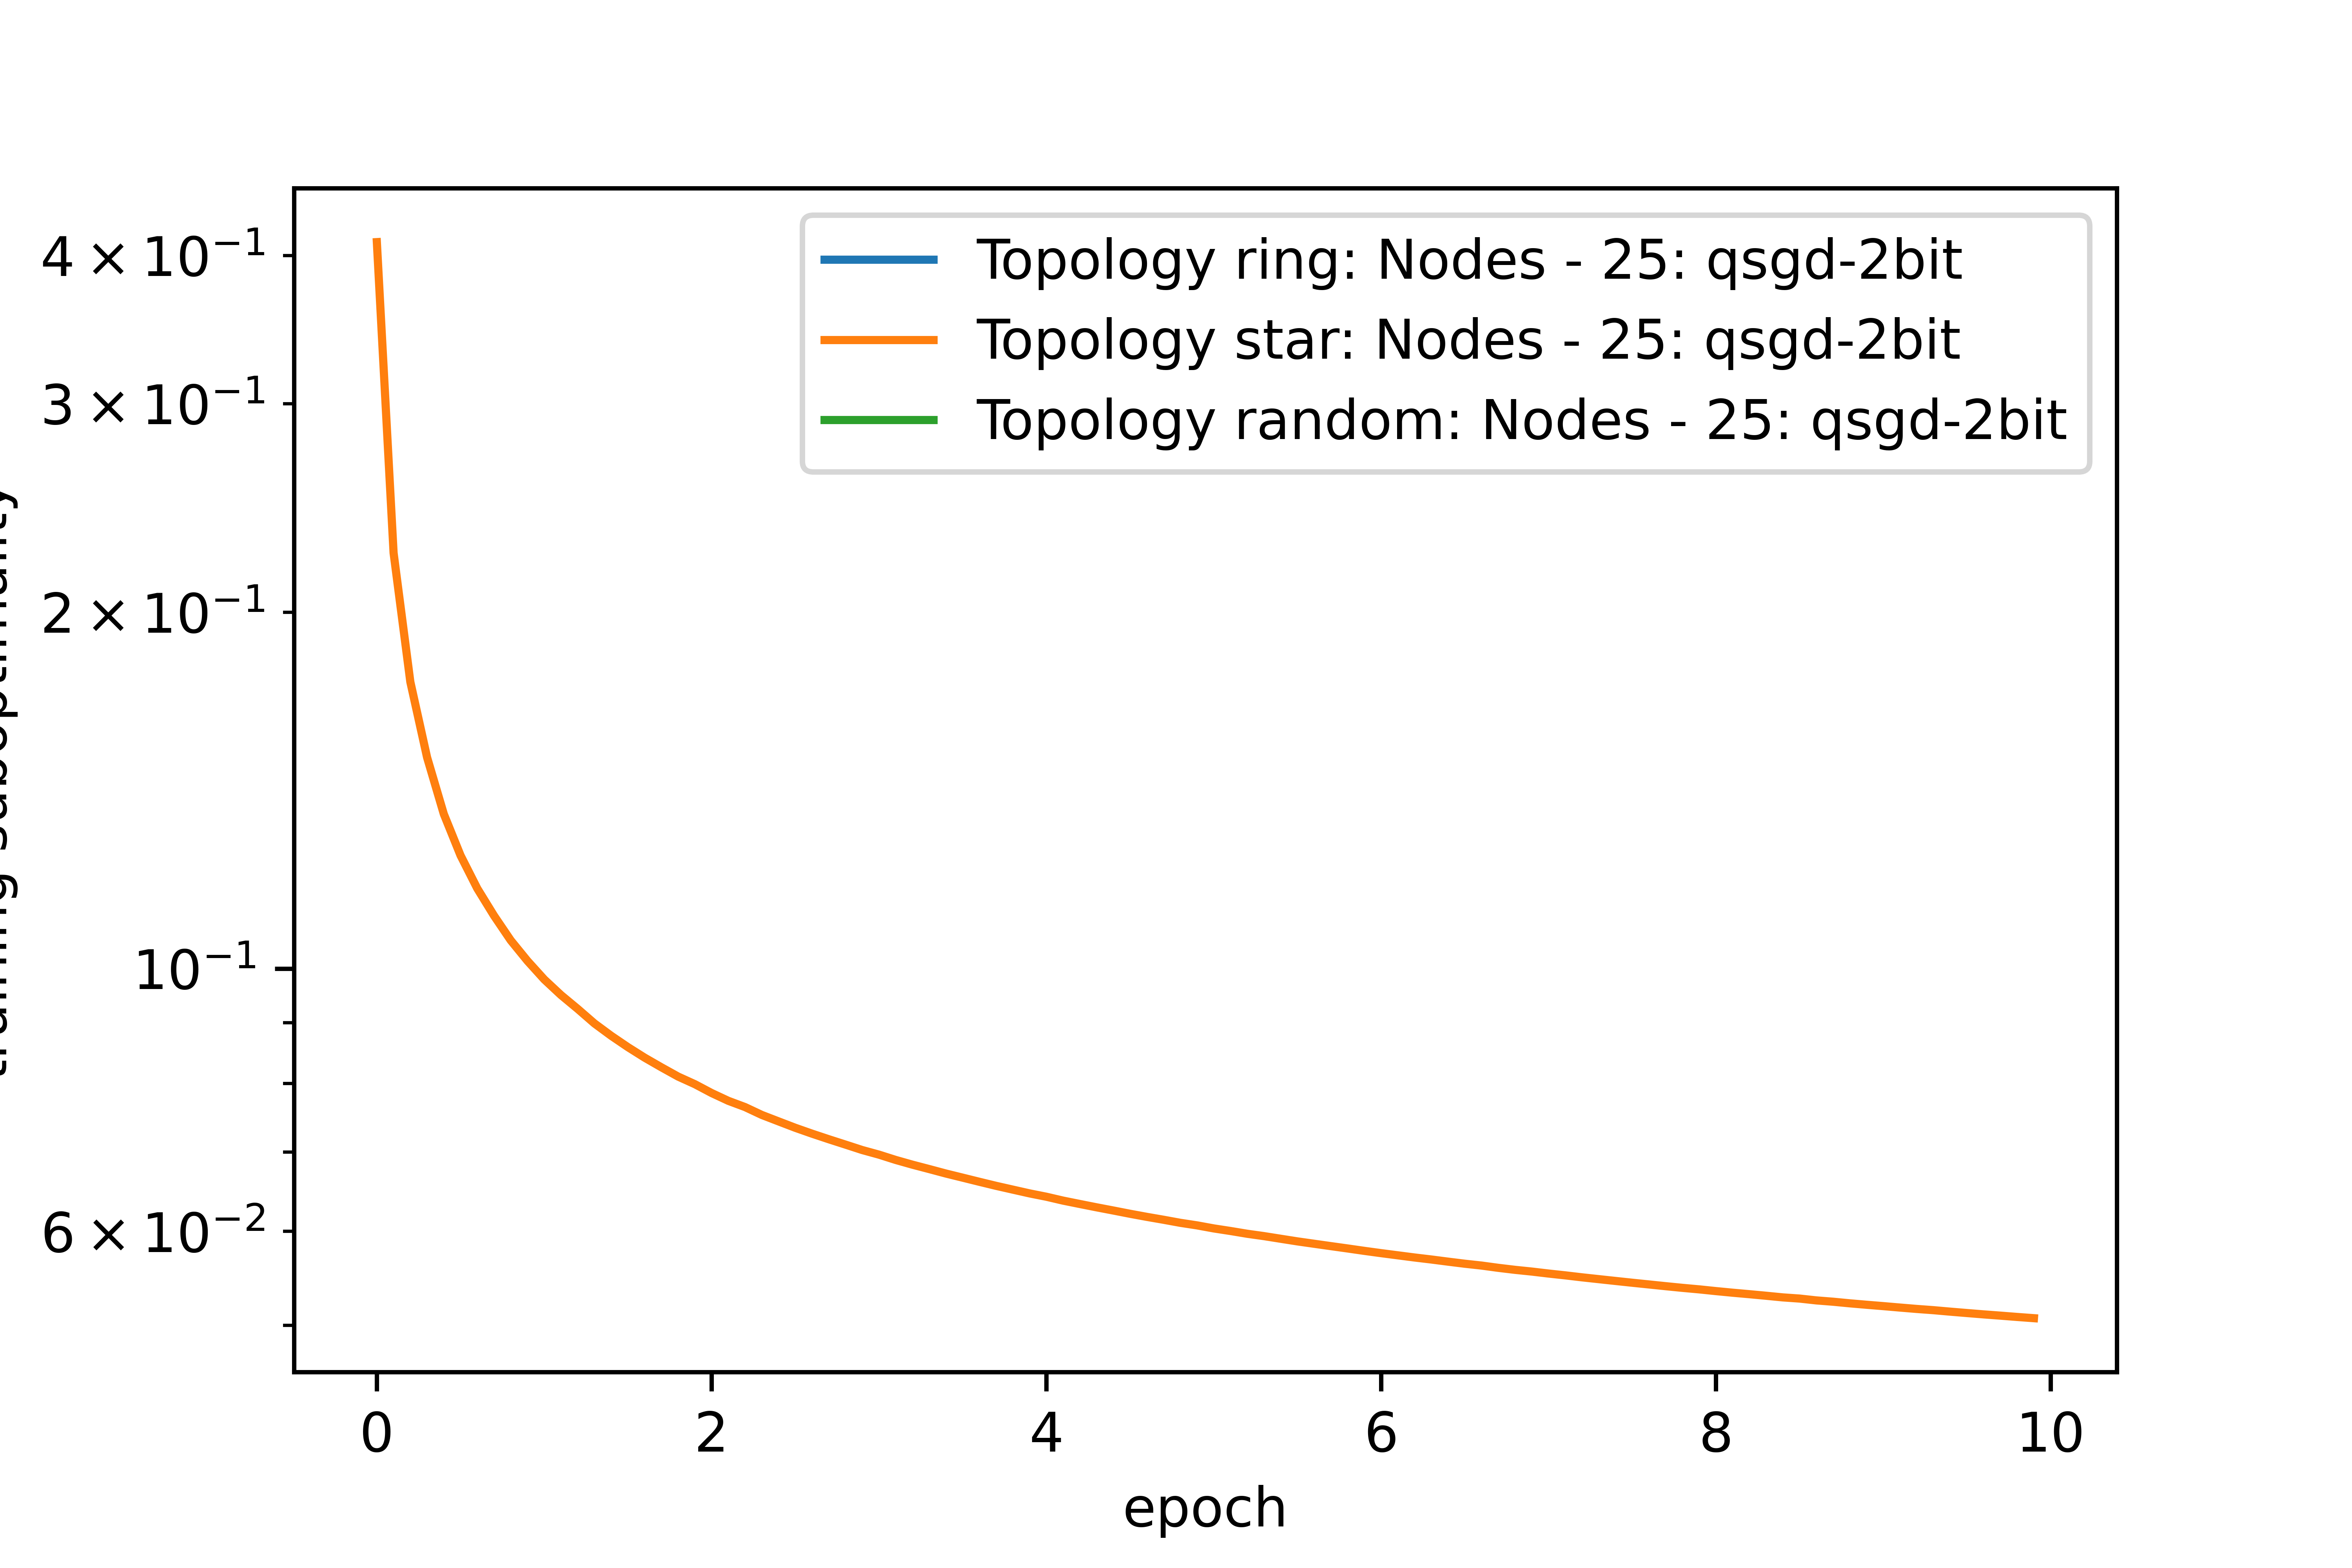 Topology ring: Nodes - 25: qsgd-2bit
Topology star: Nodes - 25: qsgd-2bit
Topology random: Nodes - 25: qsgd-2bit
4 × 10⁻¹
3 × 10⁻¹
2 × 10⁻¹
10⁻¹
6 × 10⁻²
training suboptimality
0 2 4 6 8 10
epoch